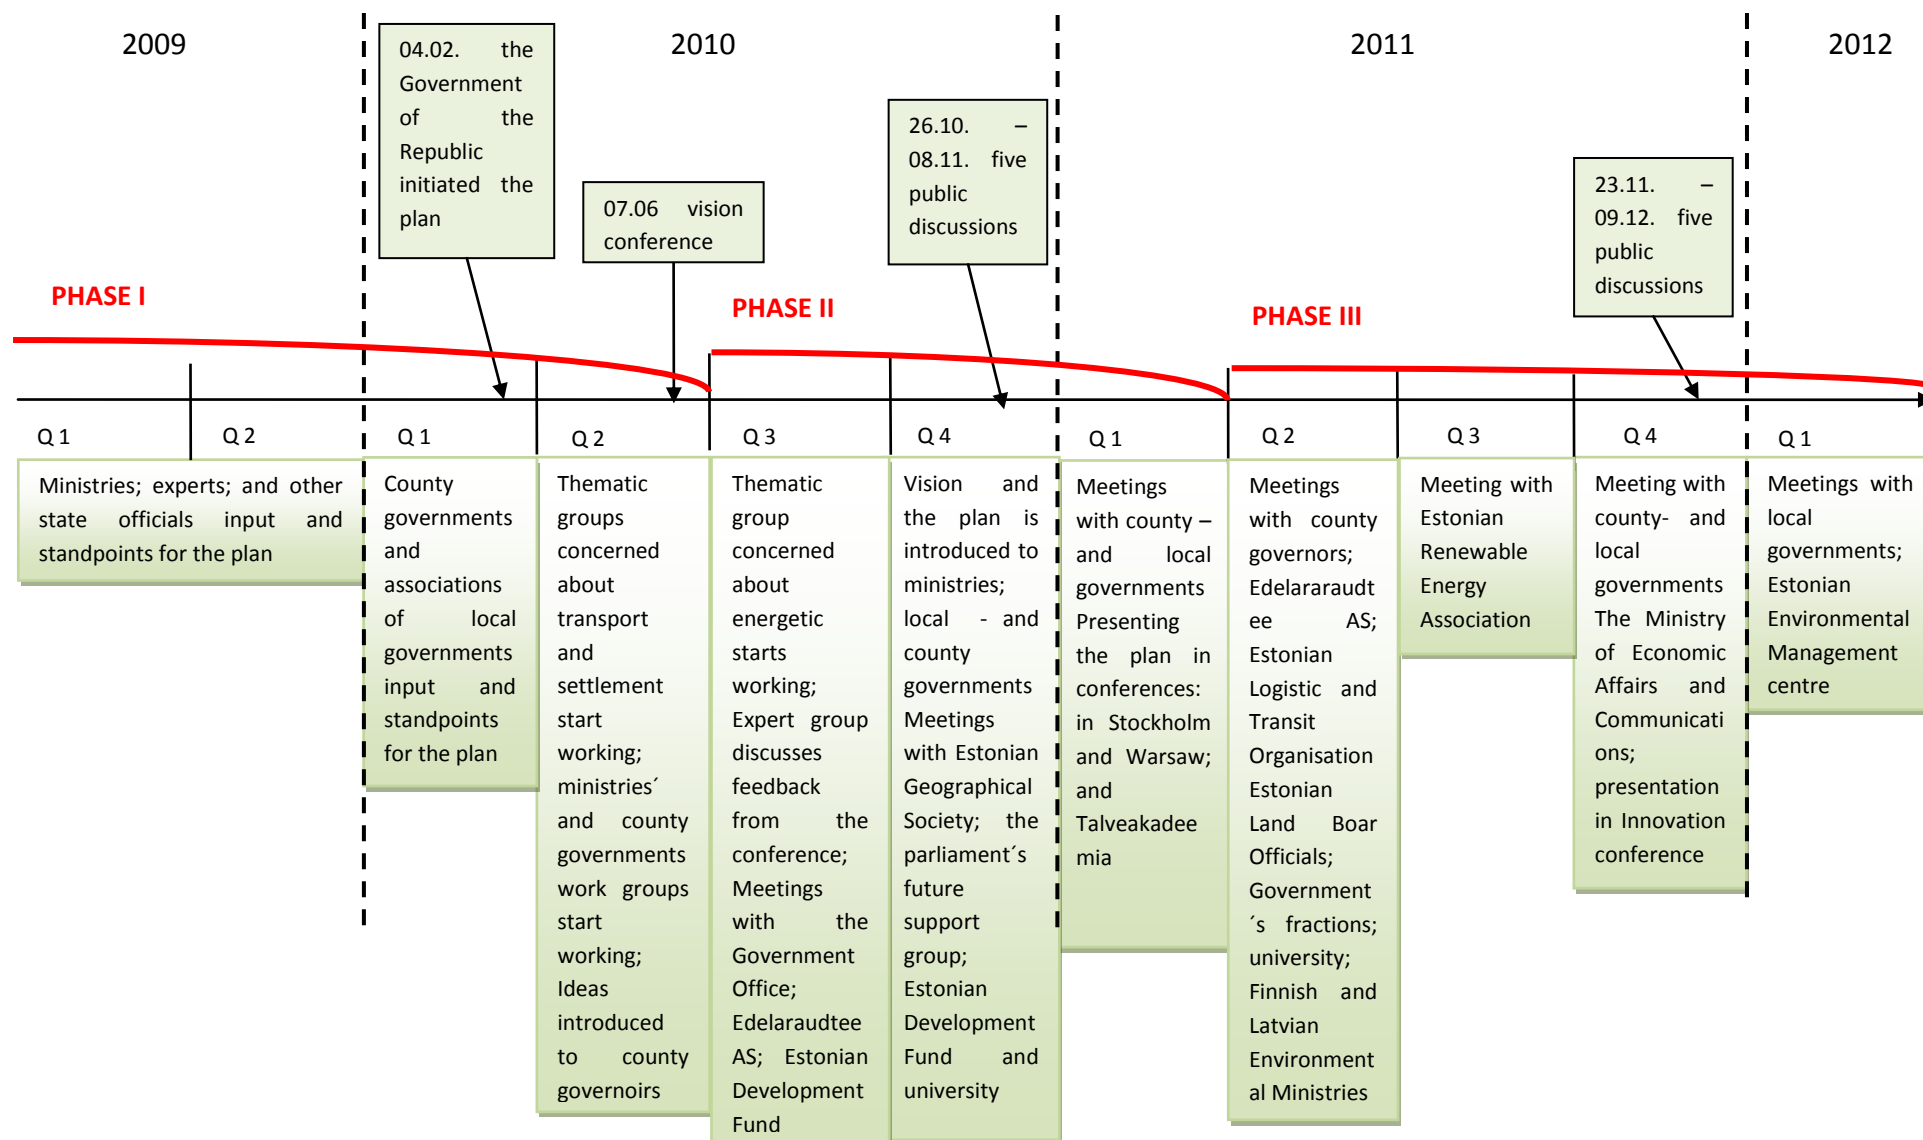 2009
2010
2011
2012
04.02. the
Government
of the
Republic
initiated the
plan
07.06 vision
conference
26.10. –
08.11. five
public
discussions
23.11. –
09.12. five
public
discussions
PHASE I
PHASE II
PHASE III
Q 1
Q 2
Q 1
Q 2
Q 3
Q 4
Q 1
Q 2
Q 3
Q 4
Q 1
Ministries; experts; and other
state officials input and
standpoints for the plan
County
governments
and
associations
of local
governments
input and
standpoints
for the plan
Thematic
groups
concerned
about
transport
and
settlement
start
working;
ministries´
and county
governments
work groups
start
working;
Ideas
introduced
to county
governoirs
Thematic
group
concerned
about
energetic
starts
working;
Expert group
discusses
feedback
from the
conference;
Meetings
with the
Government
Office;
Edelaraudtee
AS; Estonian
Development
Fund
Vision and
the plan is
introduced to
ministries;
local - and
county
governments
Meetings
with Estonian
Geographical
Society; the
parliament´s
future
support
group;
Estonian
Development
Fund and
university
Meetings
with county –
and local
governments
Presenting
the plan in
conferences:
in Stockholm
and Warsaw;
and
Talveakadee
mia
Meetings
with county
governors;
Edelararaudt
ee AS;
Estonian
Logistic and
Transit
Organisation
Estonian
Land Boar
Officials;
Government
´s fractions;
university;
Finnish and
Latvian
Environment
al Ministries
Meeting with
Estonian
Renewable
Energy
Association
Meeting with
county- and
local
governments
The Ministry
of Economic
Affairs and
Communicati
ons;
presentation
in Innovation
conference
Meetings with
local
governments;
Estonian
Environmental
Management
centre